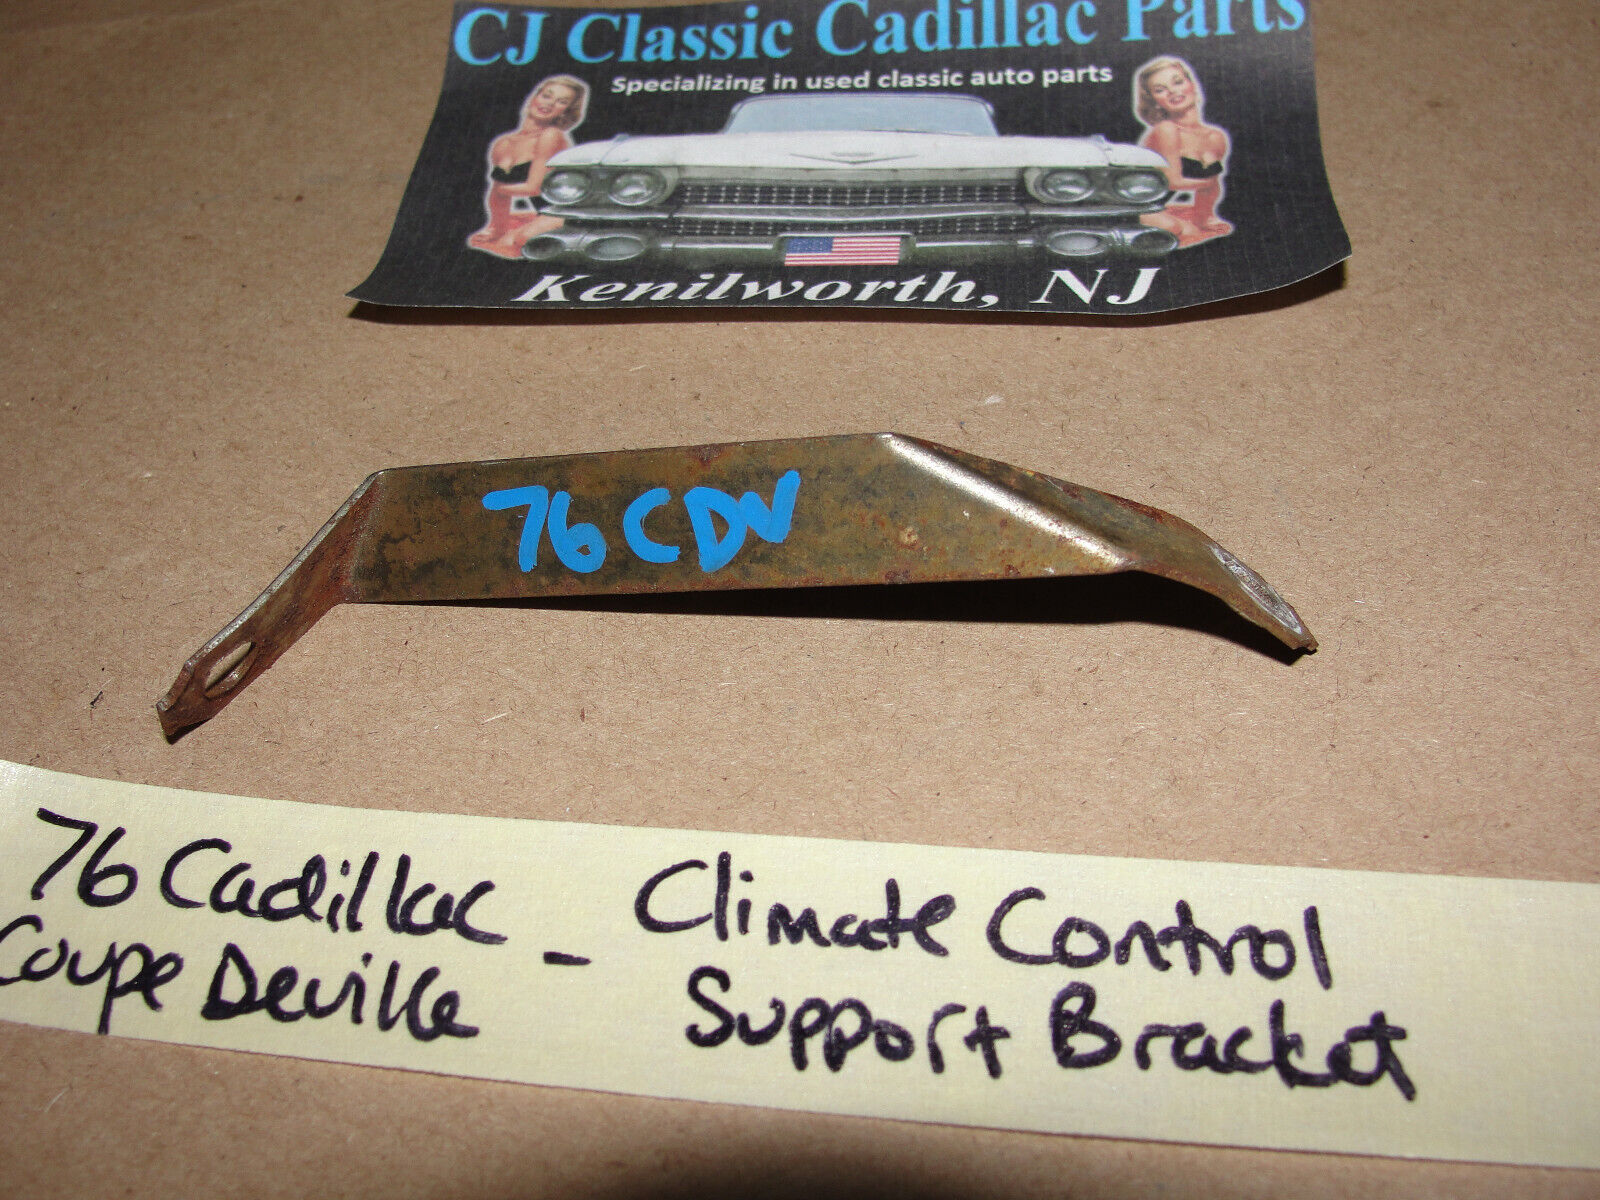 CJ Classic Cadillac Parts
Specializing in used classic auto parts
Kenilworth, NJ
76 CDV
76 Cadillac
Coupe Deville - Climate Control
Support Bracket